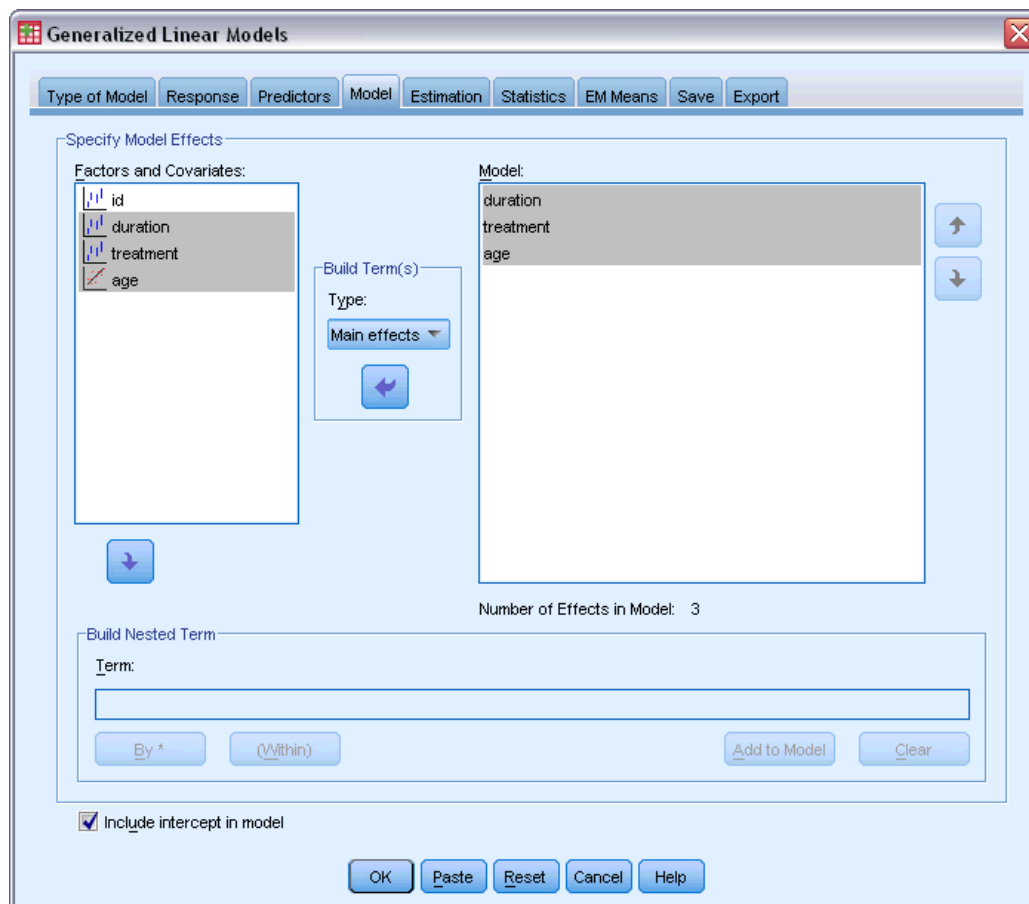 Generalized Linear Models
Type of Model Response Predictors Model Estimation Statistics EM Means Save Export
Specify Model Effects
Factors and Covariates:
id
duration
treatment
age
Build Term(s)
Type:
Main effects
Model:
duration
treatment
age
Number of Effects in Model: 3
Build Nested Term
Term:
By *
(Within)
Add to Model
Clear
Include intercept in model
OK Paste Reset Cancel Help